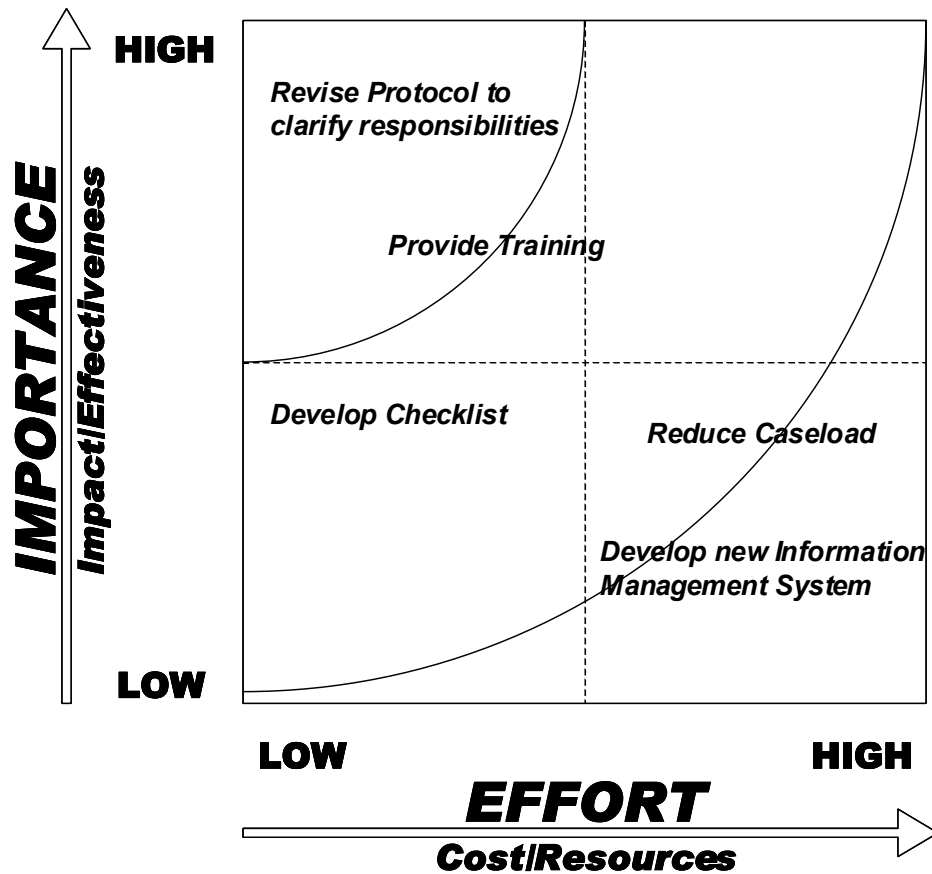 HIGH
Revise Protocol to
clarify responsibilities
Provide Training
IMPORTANCE
Impact/Effectiveness
Develop Checklist
Reduce Caseload
Develop new Information
Management System
LOW
LOW
HIGH
EFFORT
Cost/Resources